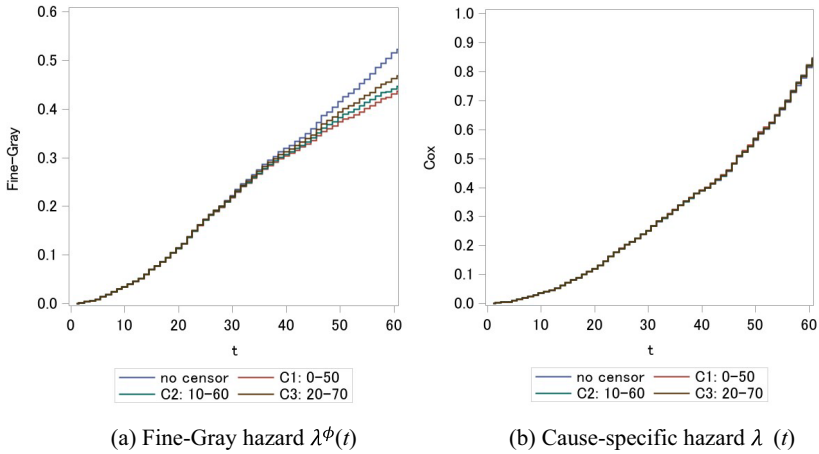 0.6
0.5
0.4
0.3
0.2
0.1
0.0
Fine-Gray
0 10 20 30 40 50 60
t
no censor C1: 0-50
C2: 10-60 C3: 20-70
(a) Fine-Gray hazard λ^ϕ(t)
1.0
0.9
0.8
0.7
0.6
0.5
0.4
0.3
0.2
0.1
0.0
Cox
0 10 20 30 40 50 60
t
no censor C1: 0-50
C2: 10-60 C3: 20-70
(b) Cause-specific hazard λ (t)